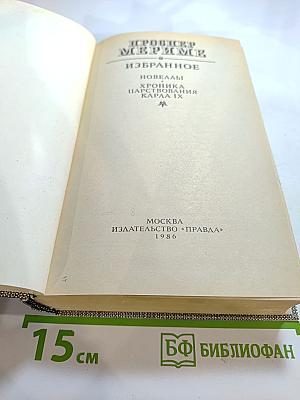 ПРОСПЕР
МЕРИМЕ
ИЗБРАННОЕ
НОВЕЛЛЫ
ХРОНИКА
ЦАРСТВОВАНИЯ
КАРЛА IX
МОСКВА
ИЗДАТЕЛЬСТВО «ПРАВДА»
1986
15 см
БФ БИБЛИОФАН